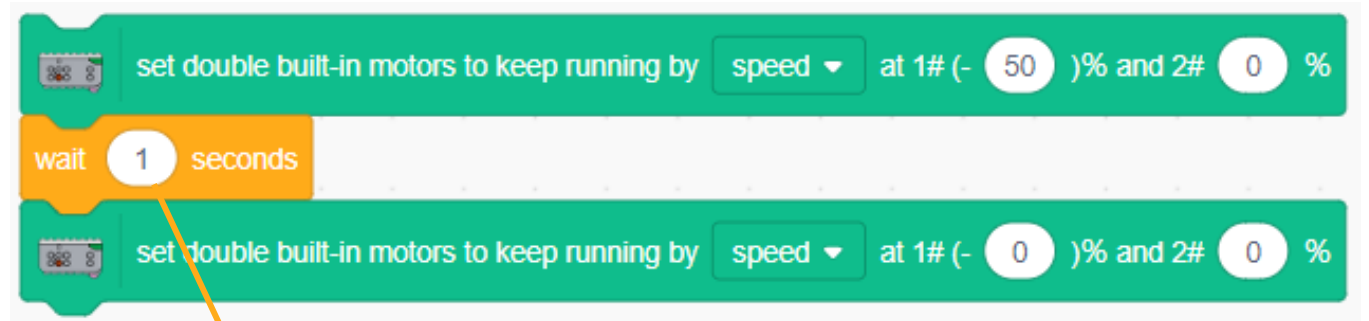 set double built-in motors to keep running by speed at 1# (- 50 )% and 2# 0 %
wait 1 seconds
set double built-in motors to keep running by speed at 1# (- 0 )% and 2# 0 %